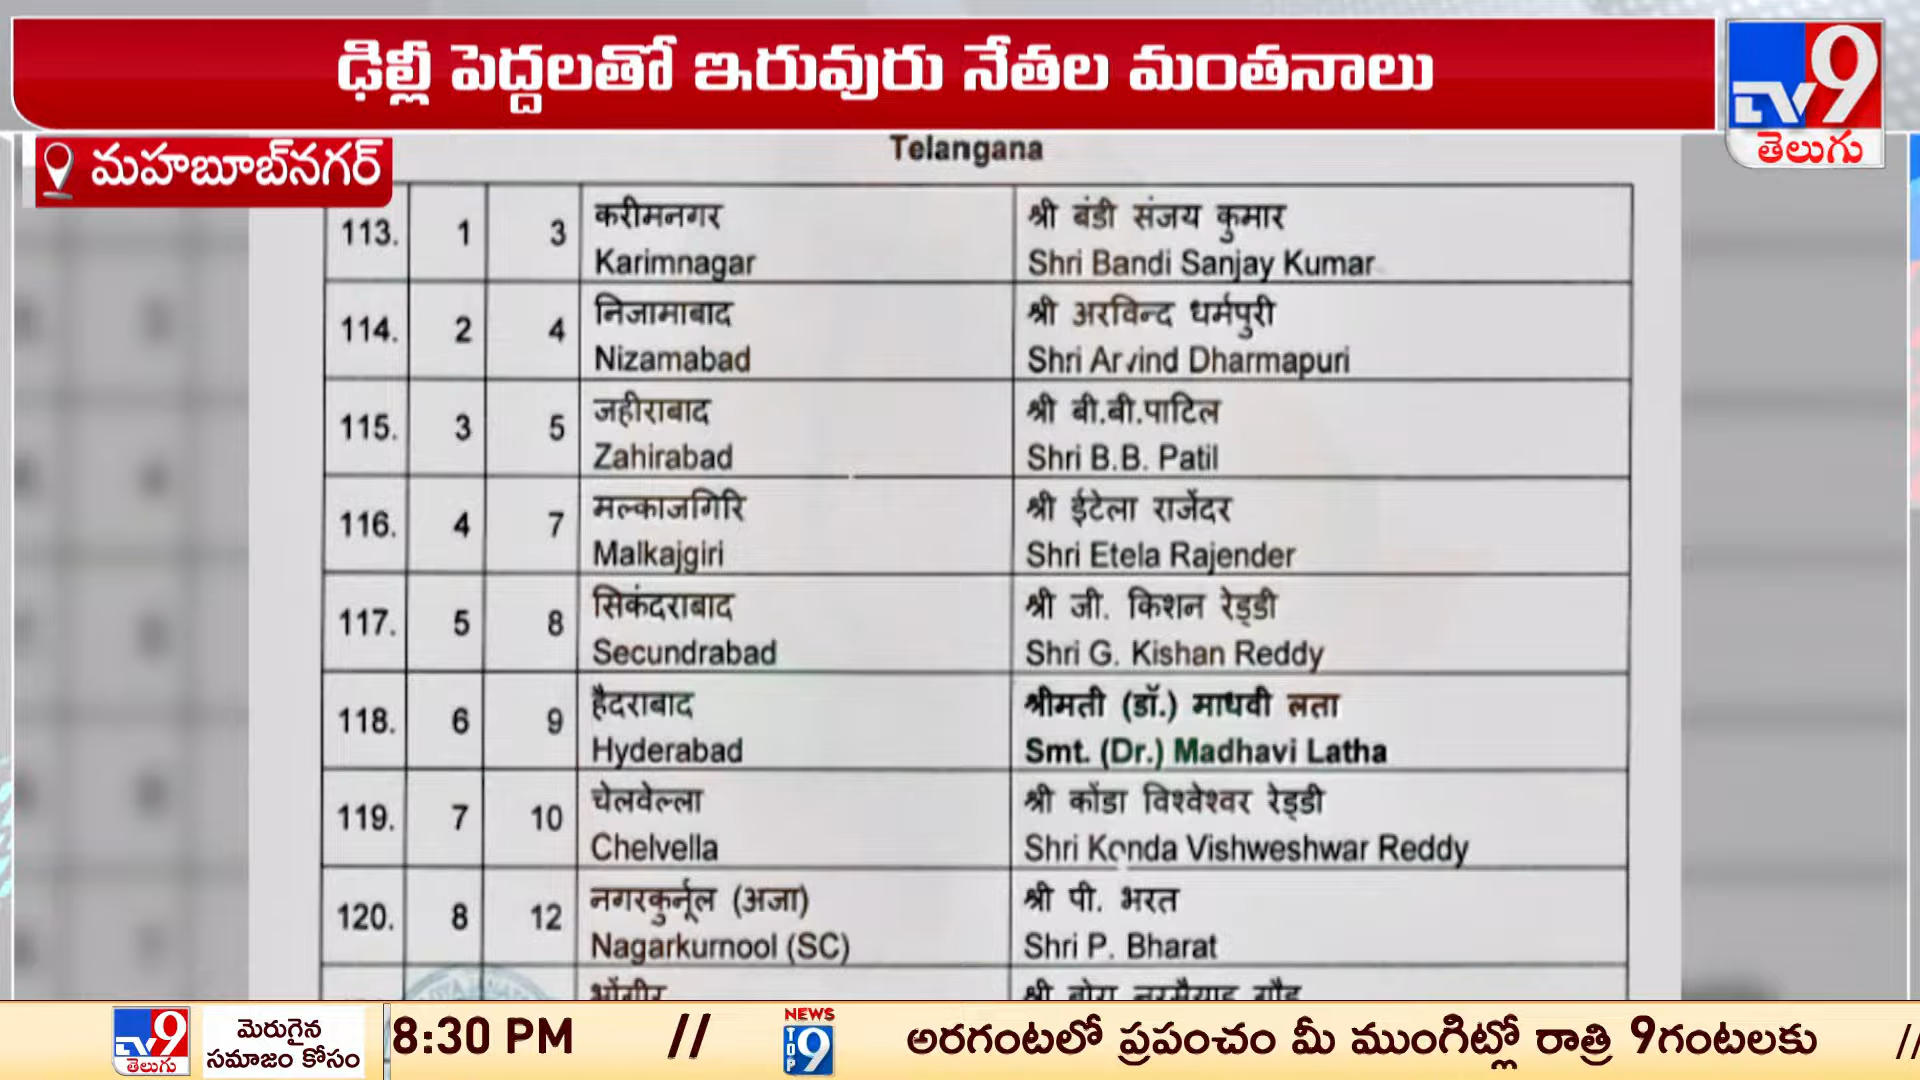 ఢిల్లీ పెద్దలతో ఇరువురు నేతల మంతనాలు
TV9
తెలుగు
మహబూబ్‌నగర్
Telangana
113. 1 3 करीमनगर श्री बंडी संजय कुमार
Karimnagar Shri Bandi Sanjay Kumar
114. 2 4 निजामाबाद श्री अरविन्द धर्मपुरी
Nizamabad Shri Arvind Dharmapuri
115. 3 5 जहीराबाद श्री बी.बी.पाटिल
Zahirabad Shri B.B. Patil
116. 4 7 मल्काजगिरि श्री ईटेला राजेंदर
Malkajgiri Shri Etela Rajender
117. 5 8 सिकंदराबाद श्री जी. किशन रेड्डी
Secundrabad Shri G. Kishan Reddy
118. 6 9 हैदराबाद श्रीमती (डॉ.) माधवी लता
Hyderabad Smt. (Dr.) Madhavi Latha
119. 7 10 चेलवेल्ला श्री कोंडा विश्वेश्वर रेड्डी
Chelvella Shri Konda Vishweshwar Reddy
120. 8 12 नगरकुर्नूल (अजा) श्री पी. भरत
Nagarkurnool (SC) Shri P. Bharat
TV9 తెలుగు మెరుగైన సమాజం కోసం
8:30 PM // NEWS TOP 9 అరగంటలో ప్రపంచం మీ ముంగిట్లో రాత్రి 9గంటలకు //